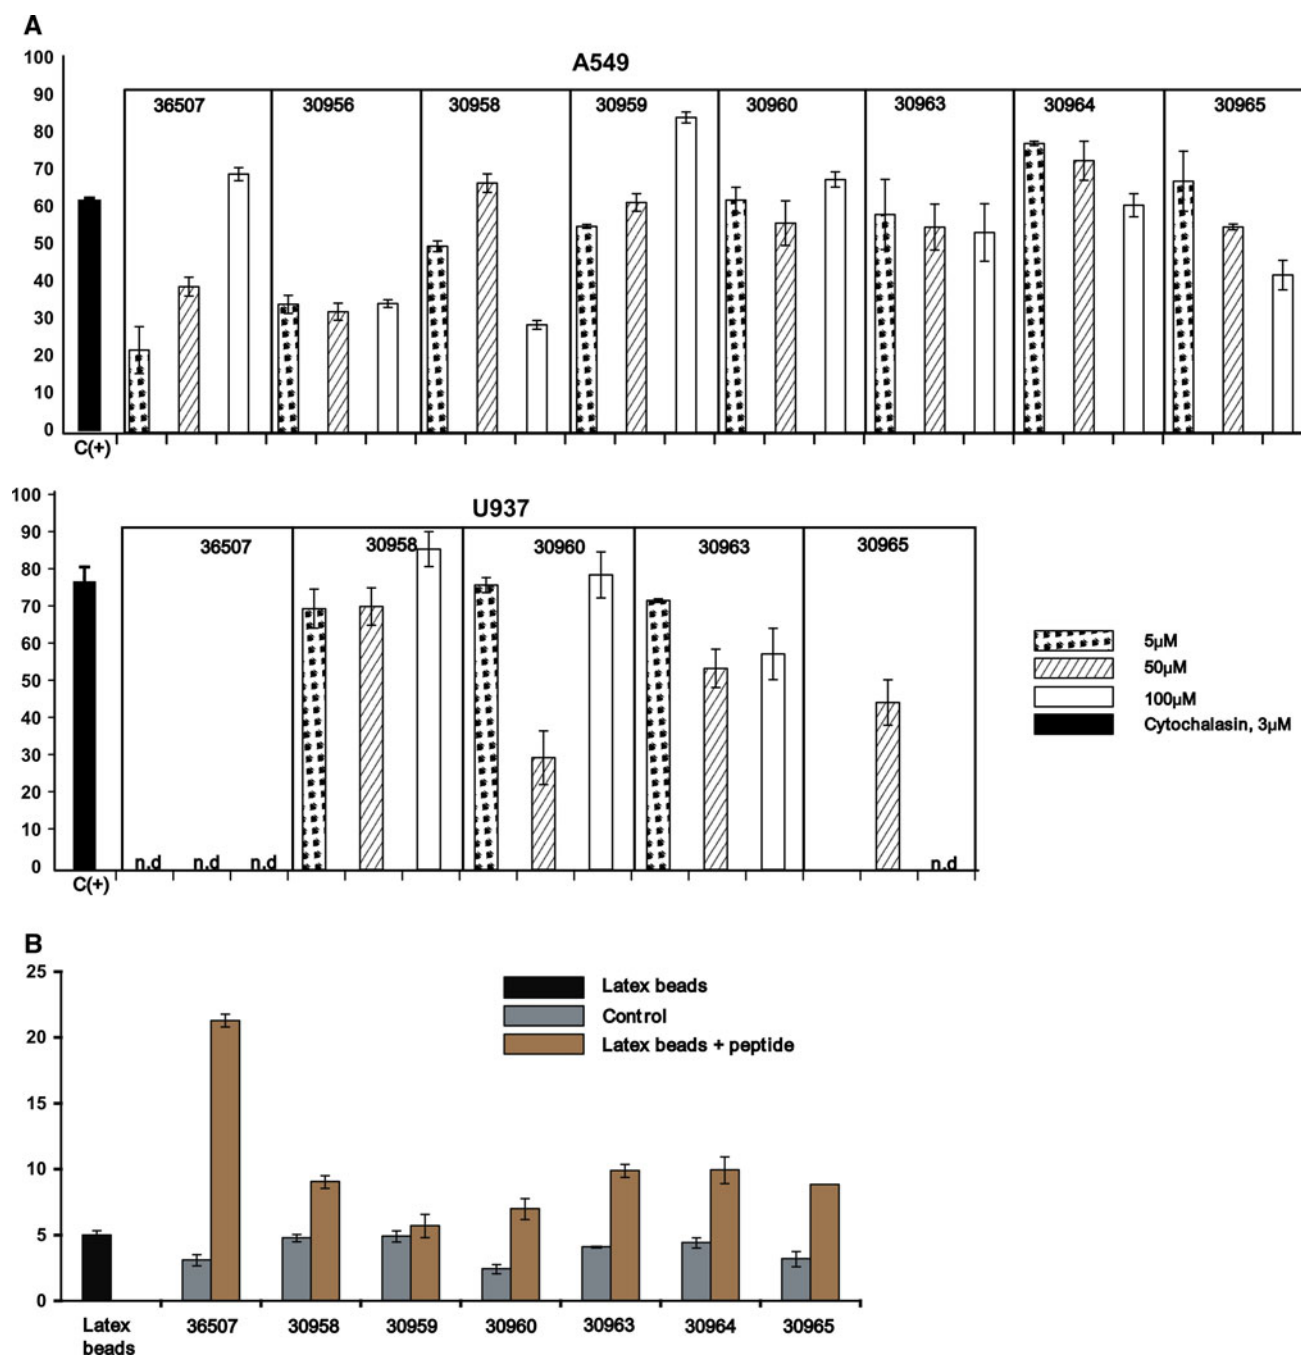 A
A549
100
90
80
70
60
50
40
30
20
10
0
36507 30956 30958 30959 30960 30963 30964 30965
C(+)
U937
100
90
80
70
60
50
40
30
20
10
0
36507 30958 30960 30963 30965
n.d n.d n.d n.d
C(+)
5µM
50µM
100µM
Cytochalasin, 3µM
B
25
20
15
10
5
0
Latex beads
Control
Latex beads + peptide
Latex beads 36507 30958 30959 30960 30963 30964 30965